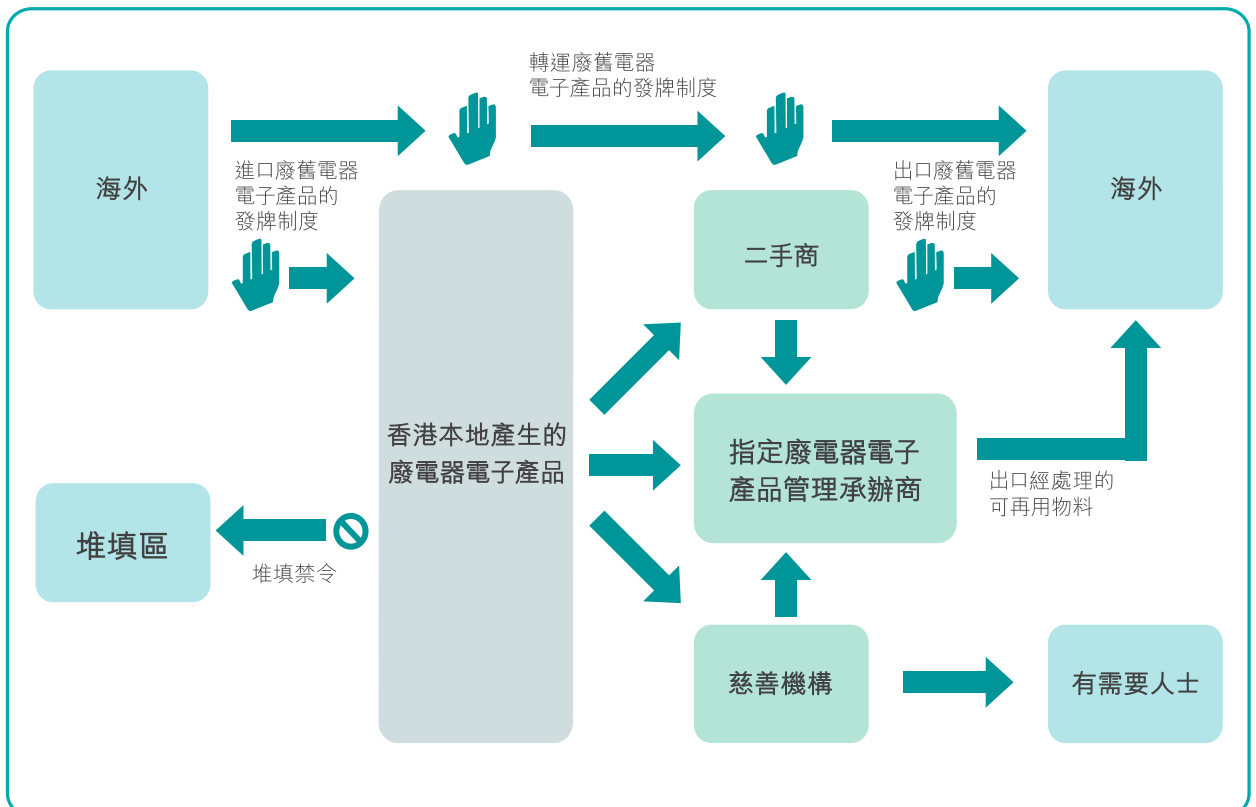 轉運廢舊電器
電子產品的發牌制度
海外
進口廢舊電器
電子產品的
發牌制度
二手商
出口廢舊電器
電子產品的
發牌制度
海外
香港本地產生的
廢電器電子產品
指定廢電器電子
產品管理承辦商
出口經處理的
可再用物料
堆填區
堆填禁令
慈善機構
有需要人士